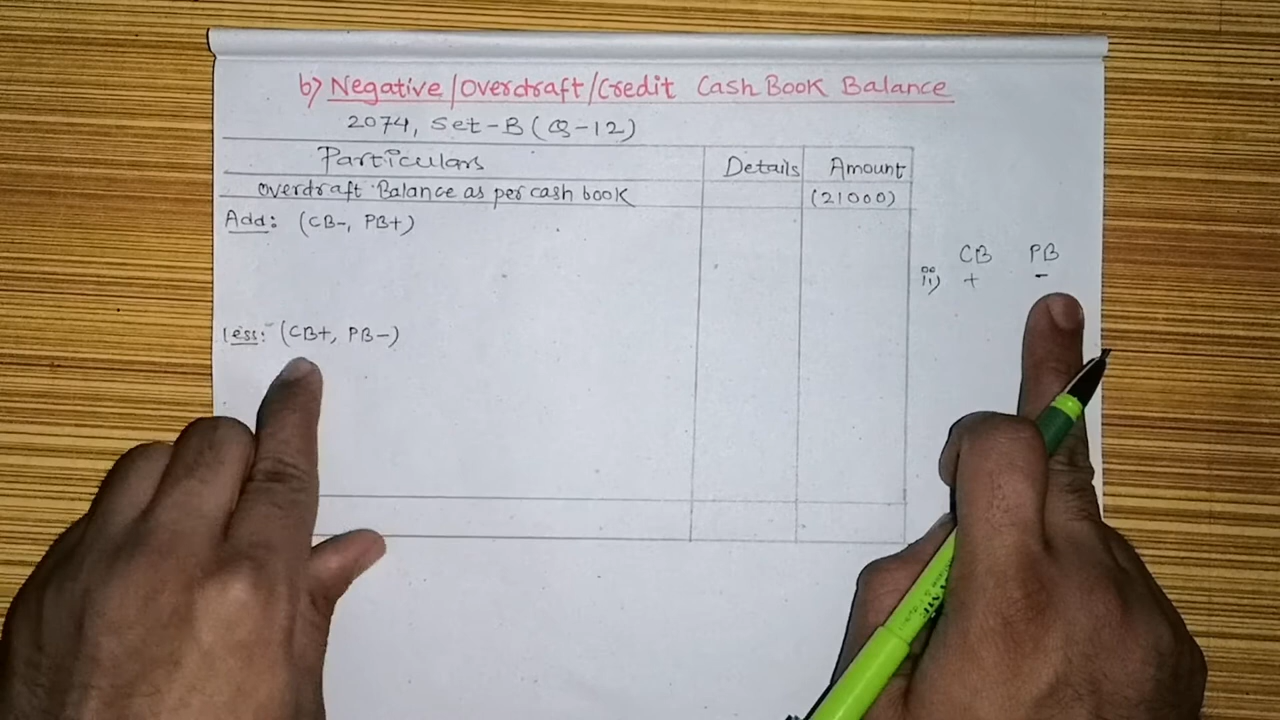 b) Negative/Overdraft/Credit Cash Book Balance
2074, Set-B (Q-12)
Particulars Details Amount
Overdraft Balance as per cash book (21000)
Add: (CB-, PB+)
CB PB
ii) + -
Less: (CB+, PB-)